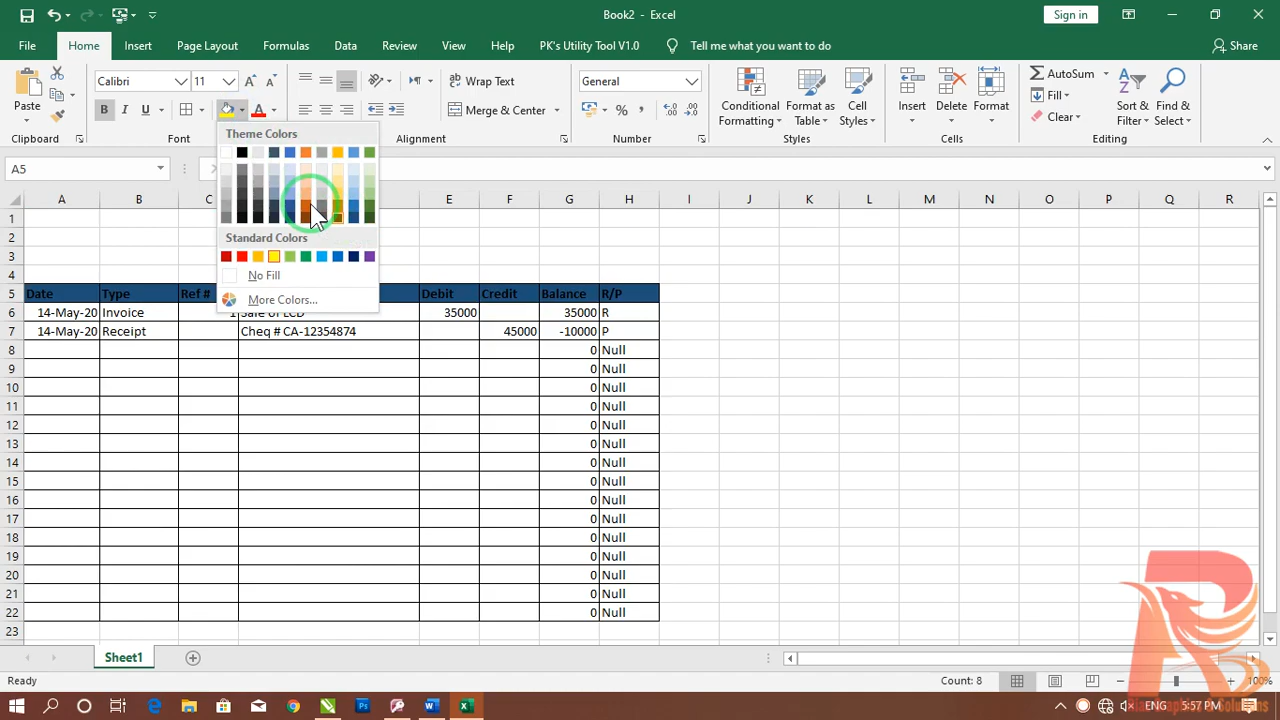 Book2 - Excel
Sign in
File Home Insert Page Layout Formulas Data Review View Help PK's Utility Tool V1.0 Tell me what you want to do Share
Calibri 11 Wrap Text General AutoSum
Paste B I U Merge & Center % Conditional Formatting Format as Table Cell Styles Insert Delete Format Fill Clear Sort & Filter Find & Select
Clipboard Font Alignment Number Styles Cells Editing
Theme Colors
A5
A B C E F G H I J K L M N O P Q R
1
2
3
Standard Colors
4 No Fill
5 Date Type Ref # Debit Credit Balance R/P
More Colors...
6 14-May-20 Invoice 35000 35000 R
7 14-May-20 Receipt Cheq # CA-12354874 45000 -10000 P
8 0 Null
9 0 Null
10 0 Null
11 0 Null
12 0 Null
13 0 Null
14 0 Null
15 0 Null
16 0 Null
17 0 Null
18 0 Null
19 0 Null
20 0 Null
21 0 Null
22 0 Null
23
Sheet1
Ready Count: 8 100%
ENG 5:57 PM